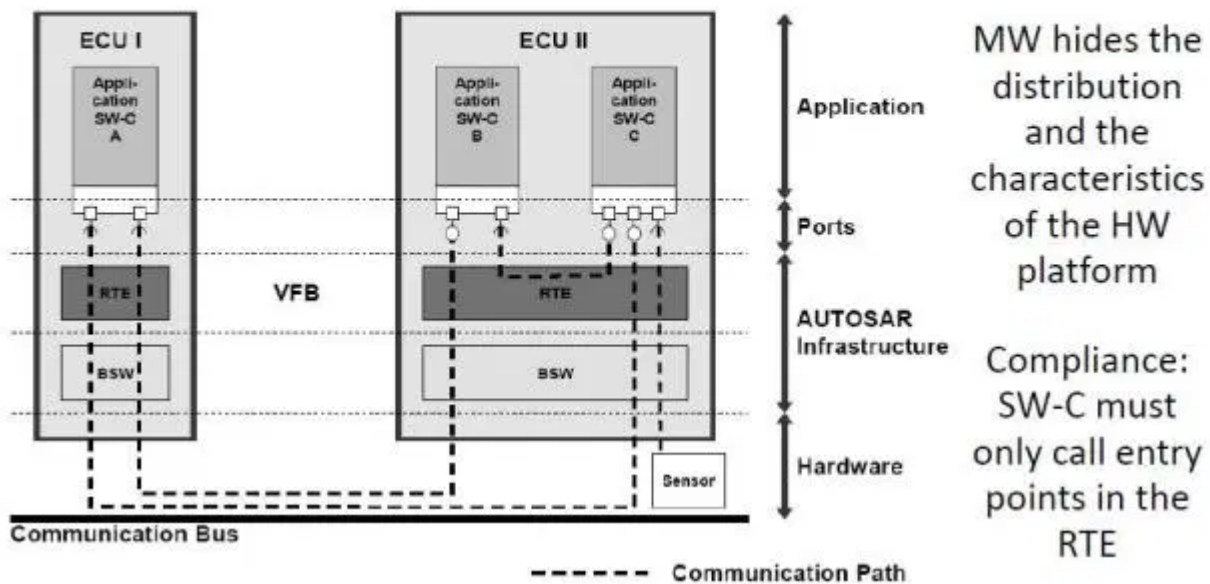 ECU I
Appli-
cation
SW-C
A
RTE
BSW
VFB
ECU II
Appli-
cation
SW-C
B
Appli-
cation
SW-C
C
RTE
BSW
Sensor
Application
Ports
AUTOSAR
Infrastructure
Hardware
Communication Bus
Communication Path
MW hides the
distribution
and the
characteristics
of the HW
platform
Compliance:
SW-C must
only call entry
points in the
RTE